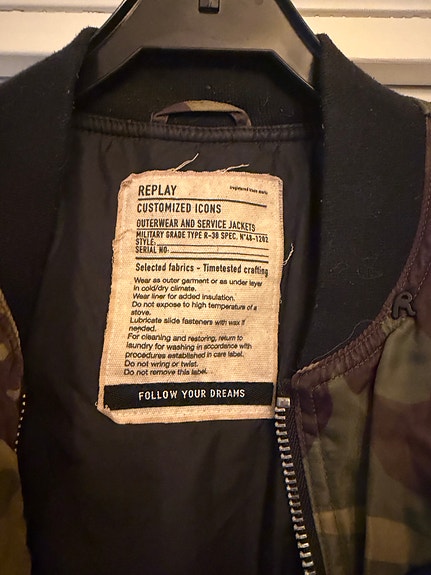 REPLAY
registered trade marks
CUSTOMIZED ICONS
OUTERWEAR AND SERVICE JACKETS
MILITARY GRADE TYPE R-38 SPEC. N°48-1202
STYLE:
SERIAL NO:
Selected fabrics - Timetested crafting
Wear as outer garment or as under layer
in cold/dry climate.
Wear liner for added insulation.
Do not expose to high temperature of a
stove.
Lubricate slide fasteners with wax if
needed.
For cleaning and restoring, return to
laundry for washing in accordance with
procedures established in care label.
Do not wring or twist.
Do not remove this label.
FOLLOW YOUR DREAMS
R